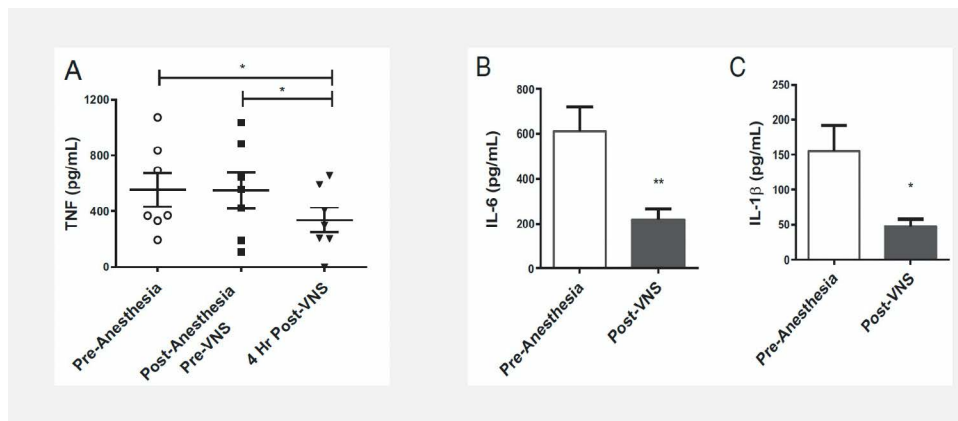 A
*
*
TNF (pg/mL)
1200
800
400
0
Pre-Anesthesia
Post-Anesthesia
Pre-VNS
4 Hr Post-VNS
B
IL-6 (pg/mL)
800
600
400
200
0
**
Pre-Anesthesia
Post-VNS
C
IL-1β (pg/mL)
250
200
150
100
50
0
*
Pre-Anesthesia
Post-VNS